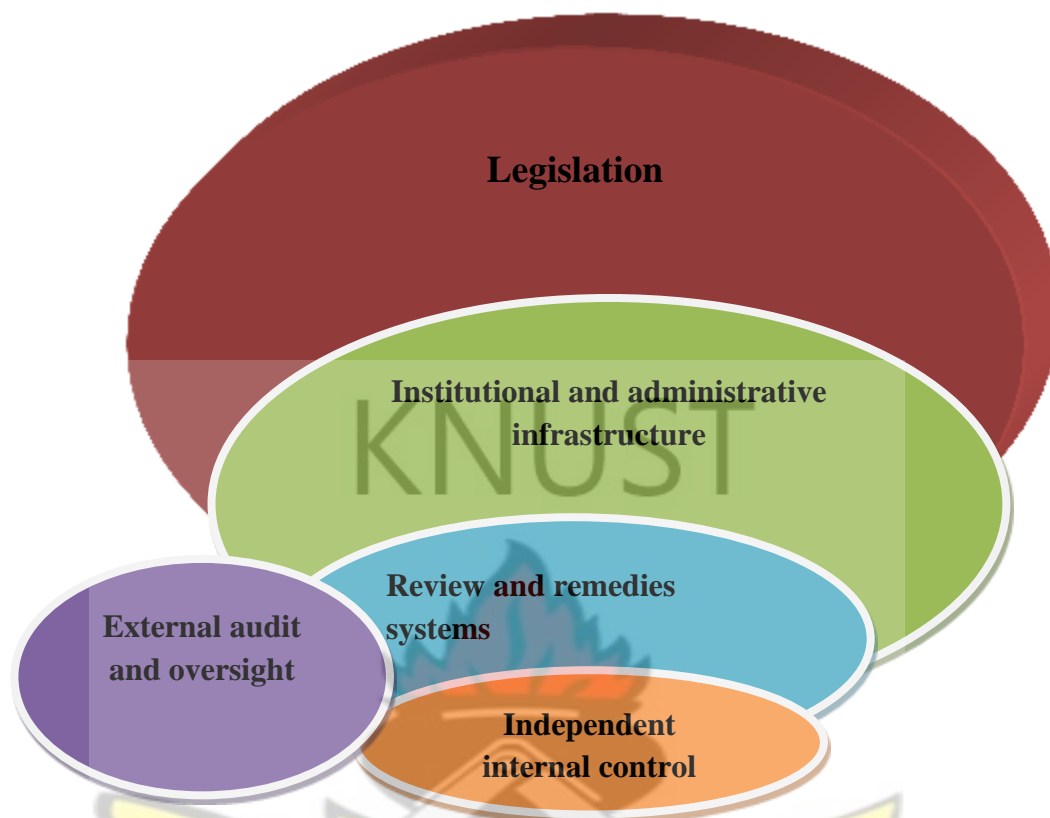 Legislation
Institutional and administrative
infrastructure
KNUST
Review and remedies
systems
External audit
and oversight
Independent
internal control